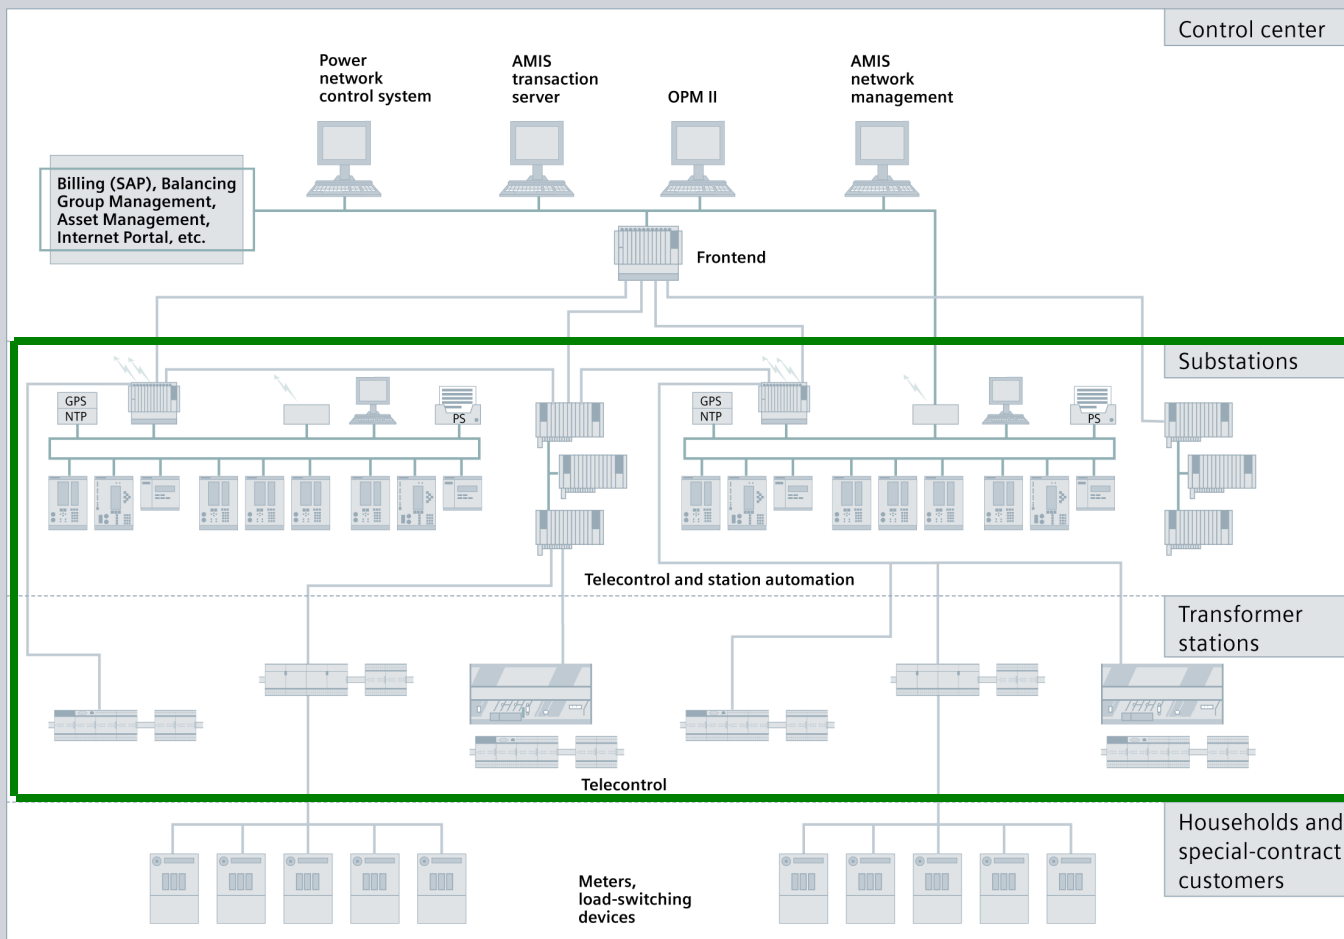 Control center
Power
network
control system
AMIS
transaction
server
OPM II
AMIS
network
management
Billing (SAP), Balancing
Group Management,
Asset Management,
Internet Portal, etc.
Frontend
Substations
GPS
NTP
PS
GPS
NTP
PS
Telecontrol and station automation
Transformer
stations
Telecontrol
Households and
special-contract
customers
Meters,
load-switching
devices